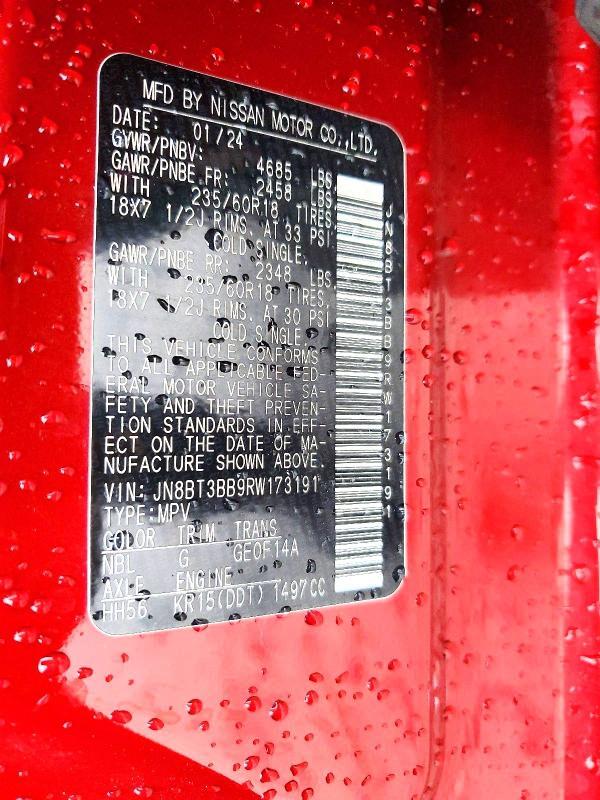 MFD BY NISSAN MOTOR CO.,LTD.
DATE: 01/24
GVWR/PNBV: 4685 LBS.
GAWR/PNBE FR: 2458 LBS.
WITH 235/60R18 TIRES,
18X7 1/2J RIMS. AT 33 PSI
COLD SINGLE.
GAWR/PNBE RR: 2348 LBS.
WITH 235/60R18 TIRES,
18X7 1/2J RIMS. AT 30 PSI
COLD SINGLE.
THIS VEHICLE CONFORMS
TO ALL APPLICABLE FED-
ERAL MOTOR VEHICLE SA-
FETY AND THEFT PREVEN-
TION STANDARDS IN EFF-
ECT ON THE DATE OF MA-
NUFACTURE SHOWN ABOVE.
VIN: JN8BT3BB9RW173191
TYPE:MPV
COLOR TRIM TRANS
NBL G GEOF14A
AXLE ENGINE
HH56 KR15(DDT) 1497CC
JN8BT3BB9RW173191